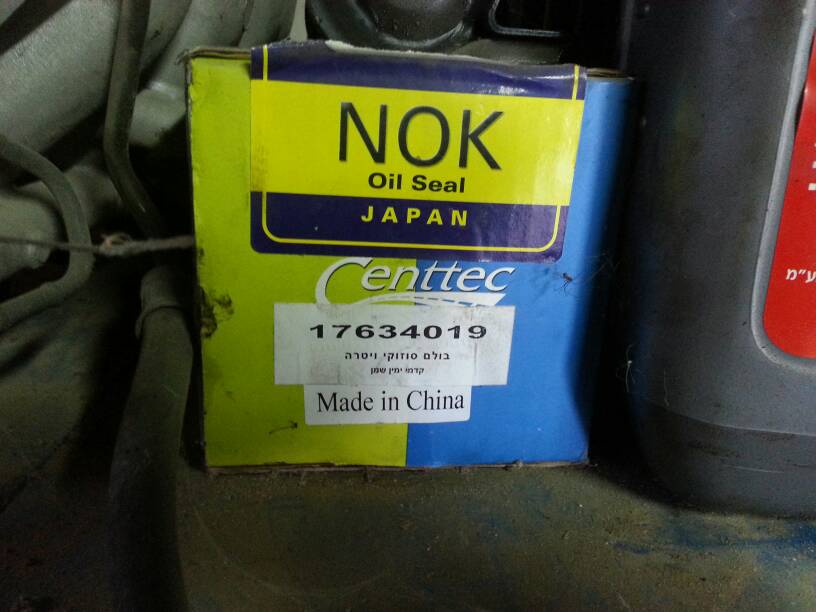 NOK
Oil Seal
JAPAN
Centtec
17634019
בולם סוזוקי ויטרה
קדמי ימין שמן
Made in China
ע"מ